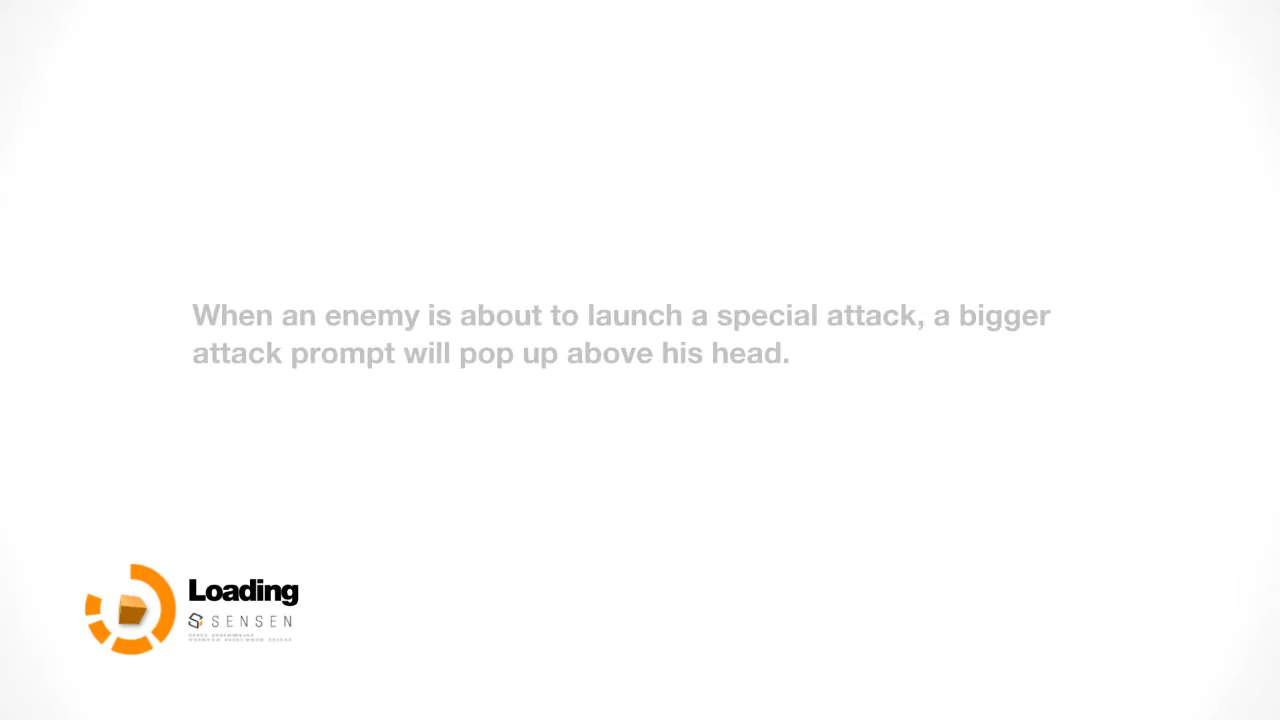 When an enemy is about to launch a special attack, a bigger
attack prompt will pop up above his head.
Loading
SENSEN